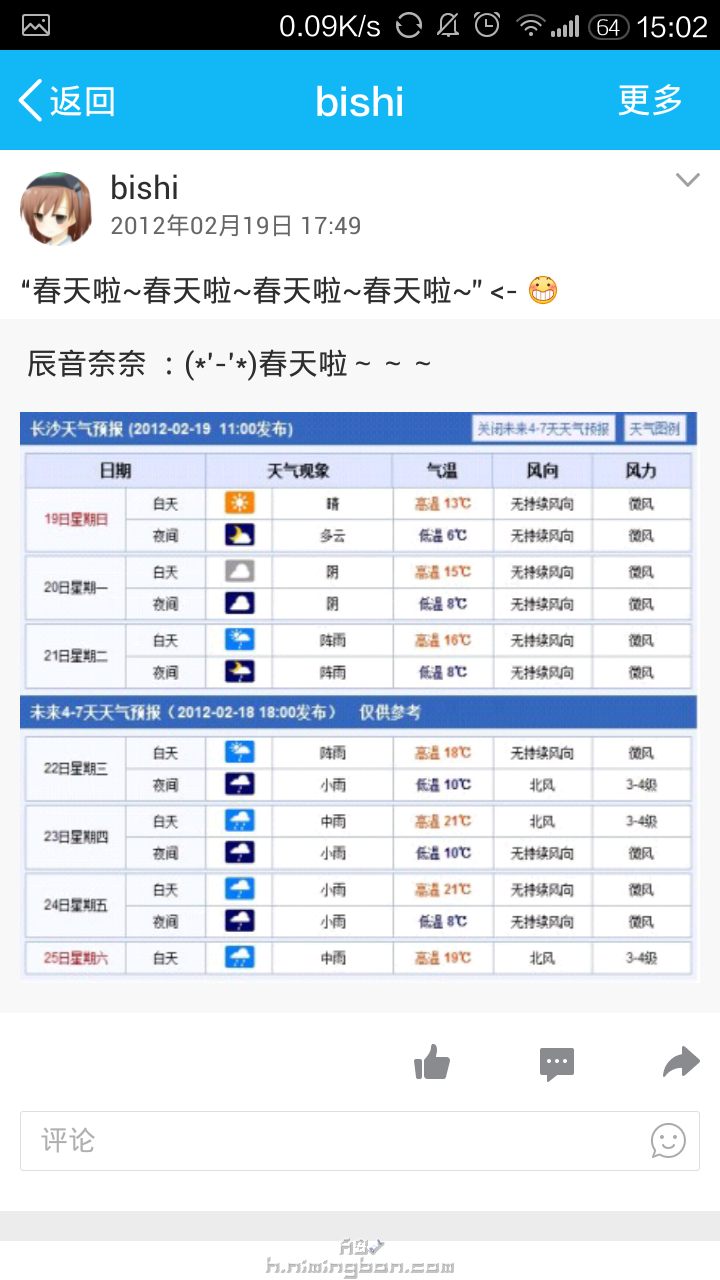 0.09K/s 64 15:02
返回 bishi 更多
bishi
2012年02月19日 17:49
“春天啦~春天啦~春天啦~春天啦~” <-
辰音奈奈 ：(*'-'*)春天啦～～～
长沙天气预报 (2012-02-19 11:00发布) 关闭未来4-7天天气预报 天气图例
日期 天气现象 气温 风向 风力
19日星期日 白天 晴 高温 13℃ 无持续风向 微风
夜间 多云 低温 6℃ 无持续风向 微风
20日星期一 白天 阴 高温 15℃ 无持续风向 微风
夜间 阴 低温 8℃ 无持续风向 微风
21日星期二 白天 阵雨 高温 16℃ 无持续风向 微风
夜间 阵雨 低温 8℃ 无持续风向 微风
未来4-7天天气预报（2012-02-18 18:00发布） 仅供参考
22日星期三 白天 阵雨 高温 18℃ 无持续风向 微风
夜间 小雨 低温 10℃ 北风 3-4级
23日星期四 白天 中雨 高温 21℃ 北风 3-4级
夜间 小雨 低温 10℃ 无持续风向 微风
24日星期五 白天 小雨 高温 21℃ 无持续风向 微风
夜间 小雨 低温 8℃ 无持续风向 微风
25日星期六 白天 中雨 高温 19℃ 北风 3-4级
评论
h.nimingban.com